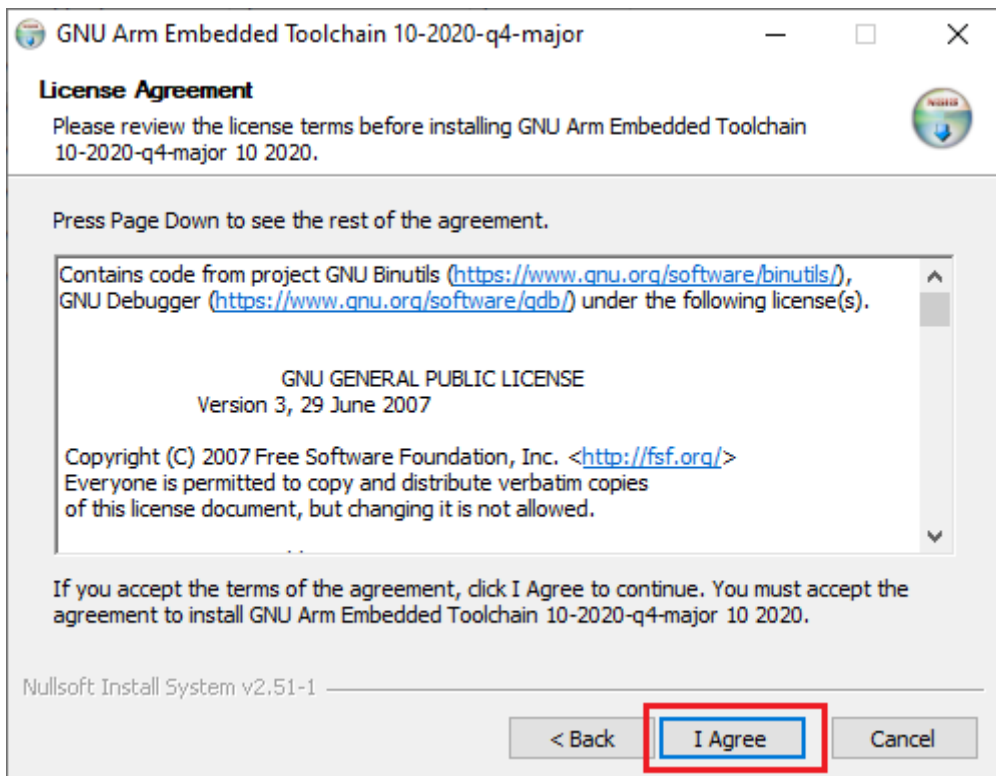 GNU Arm Embedded Toolchain 10-2020-q4-major
License Agreement
Please review the license terms before installing GNU Arm Embedded Toolchain
10-2020-q4-major 10 2020.
Press Page Down to see the rest of the agreement.
Contains code from project GNU Binutils (https://www.gnu.org/software/binutils/),
GNU Debugger (https://www.gnu.org/software/gdb/) under the following license(s).
GNU GENERAL PUBLIC LICENSE
Version 3, 29 June 2007
Copyright (C) 2007 Free Software Foundation, Inc. <http://fsf.org/>
Everyone is permitted to copy and distribute verbatim copies
of this license document, but changing it is not allowed.
If you accept the terms of the agreement, click I Agree to continue. You must accept the
agreement to install GNU Arm Embedded Toolchain 10-2020-q4-major 10 2020.
Nullsoft Install System v2.51-1
< Back I Agree Cancel